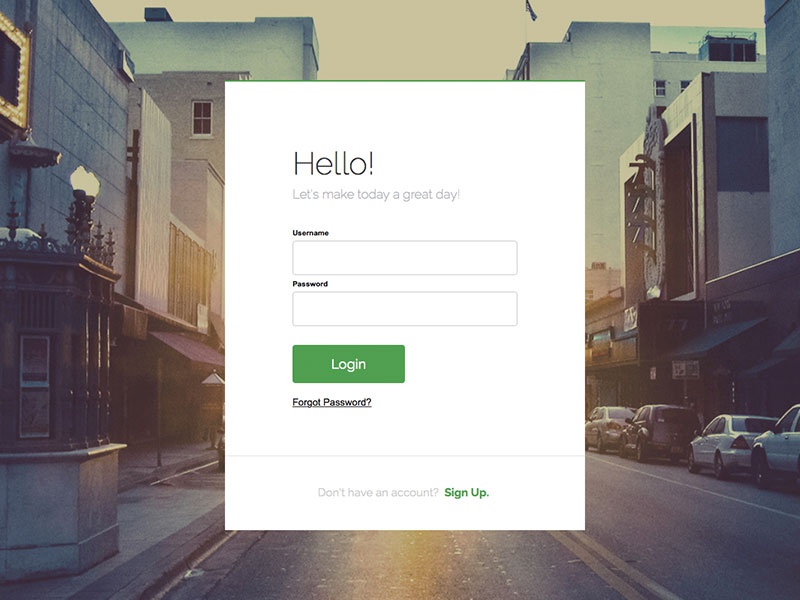 Hello!
Let's make today a great day!
Username
Password
Login
Forgot Password?
Don't have an account? Sign Up.